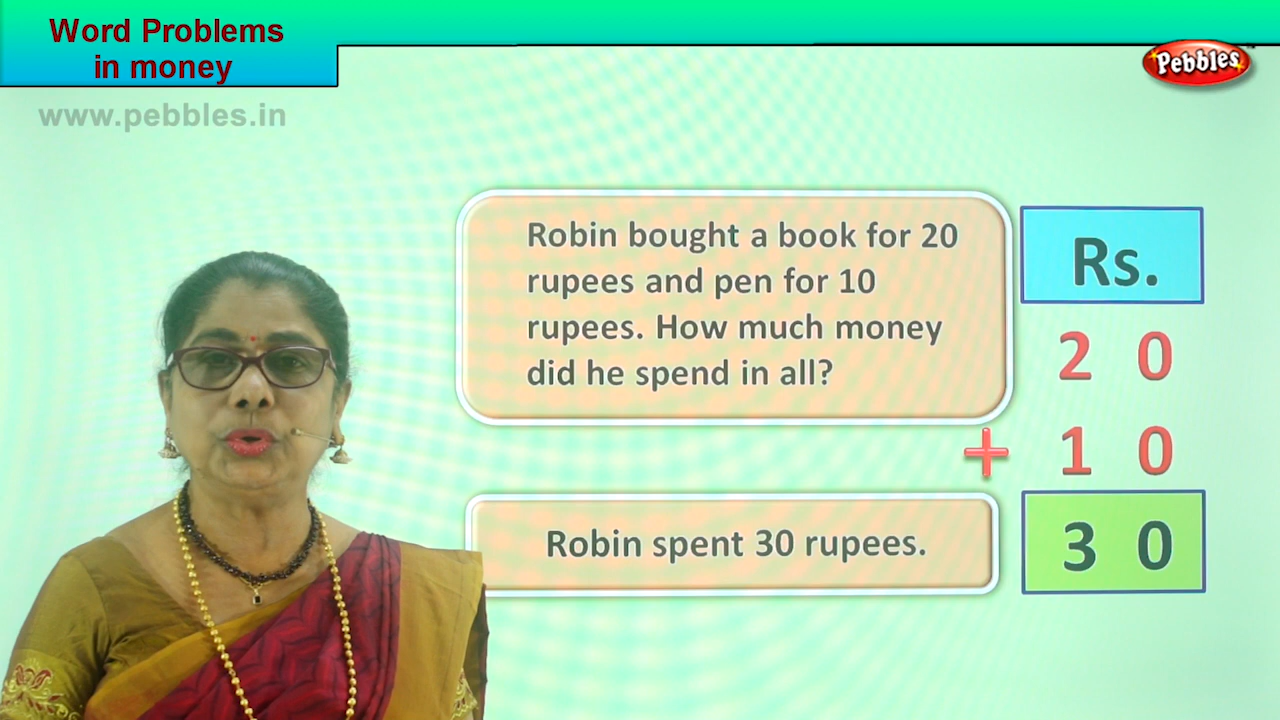 Word Problems
in money
Pebbles
www.pebbles.in
Robin bought a book for 20
rupees and pen for 10
rupees. How much money
did he spend in all?
Rs.
2 0
+ 1 0
Robin spent 30 rupees.
3 0